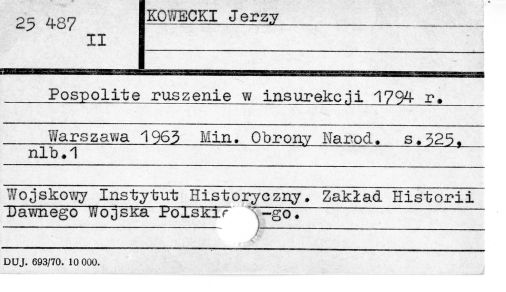 25 487
II
KOWECKI Jerzy
Pospolite ruszenie w insurekcji 1794 r.
Warszawa 1963 Min. Obrony Narod. s.325,
nlb.1
Wojskowy Instytut Historyczny. Zakład Historii
Dawnego Wojska Polskie -go.
DUJ. 693/70. 10 000.